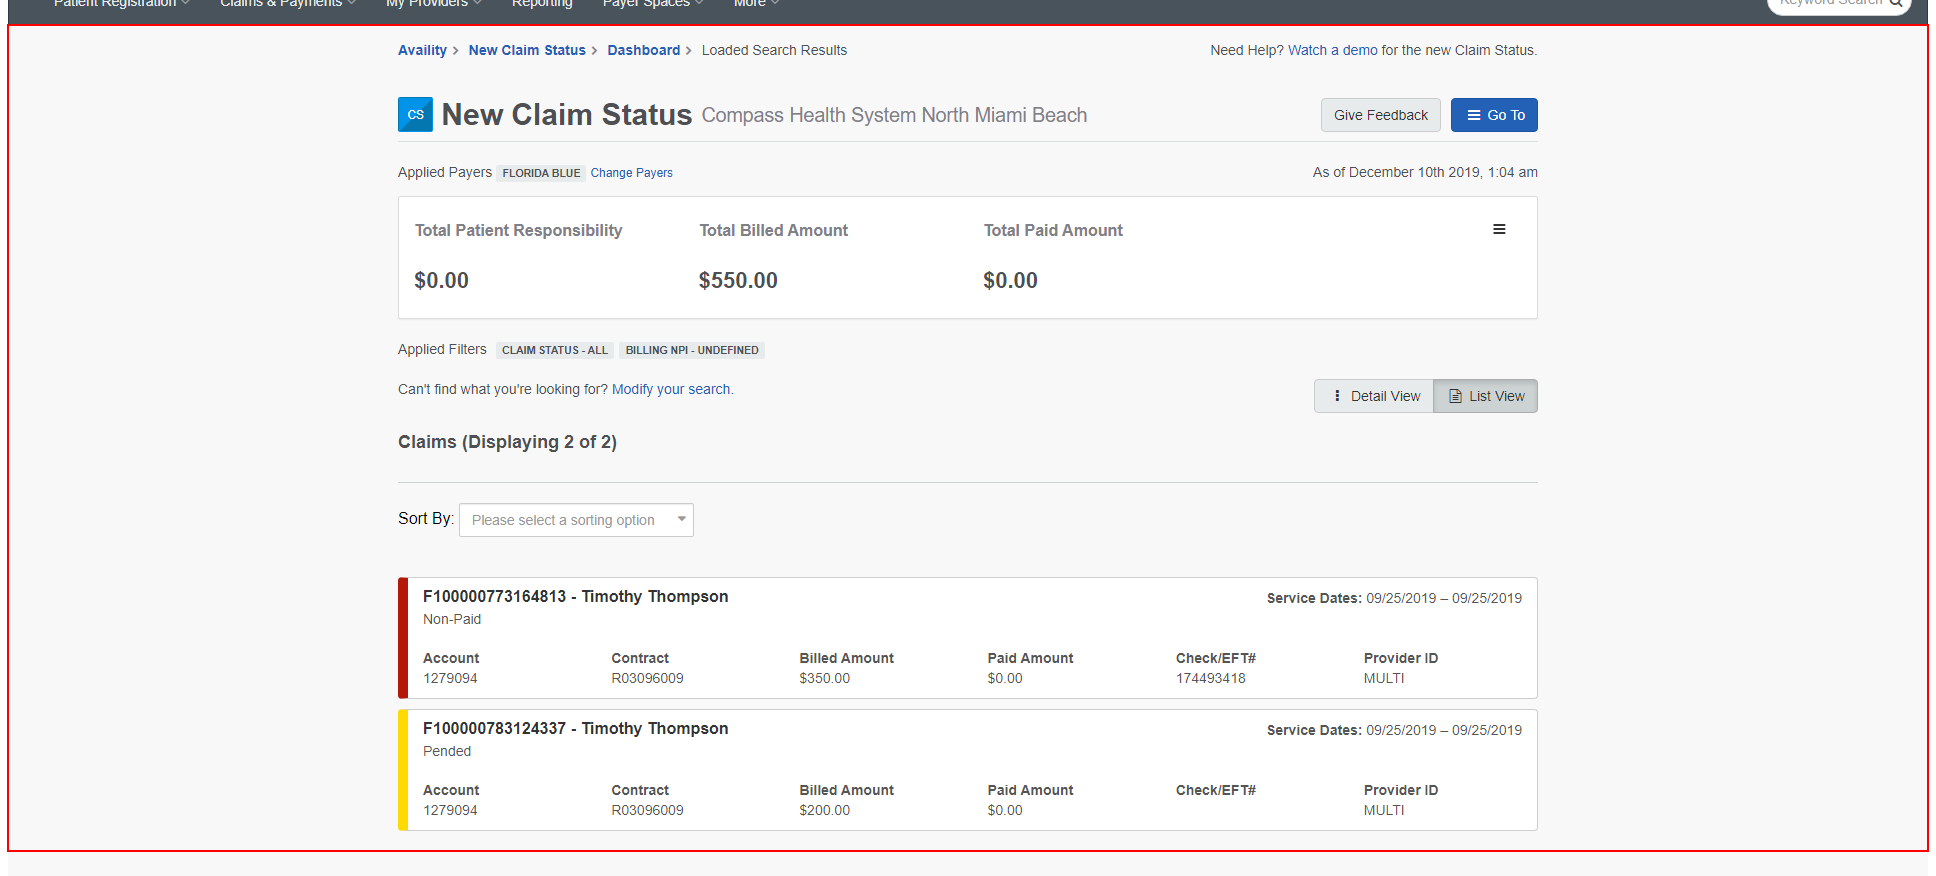 Patient Registration Claims & Payments My Providers Reporting Payer Spaces More Keyword Search
Availity > New Claim Status > Dashboard > Loaded Search Results
Need Help? Watch a demo for the new Claim Status.
CS New Claim Status Compass Health System North Miami Beach
Give Feedback Go To
Applied Payers FLORIDA BLUE Change Payers
As of December 10th 2019, 1:04 am
Total Patient Responsibility Total Billed Amount Total Paid Amount
$0.00 $550.00 $0.00
Applied Filters CLAIM STATUS - ALL BILLING NPI - UNDEFINED
Can't find what you're looking for? Modify your search.
Detail View List View
Claims (Displaying 2 of 2)
Sort By: Please select a sorting option
F100000773164813 - Timothy Thompson
Service Dates: 09/25/2019 – 09/25/2019
Non-Paid
Account Contract Billed Amount Paid Amount Check/EFT# Provider ID
1279094 R03096009 $350.00 $0.00 174493418 MULTI
F100000783124337 - Timothy Thompson
Service Dates: 09/25/2019 – 09/25/2019
Pended
Account Contract Billed Amount Paid Amount Check/EFT# Provider ID
1279094 R03096009 $200.00 $0.00 MULTI